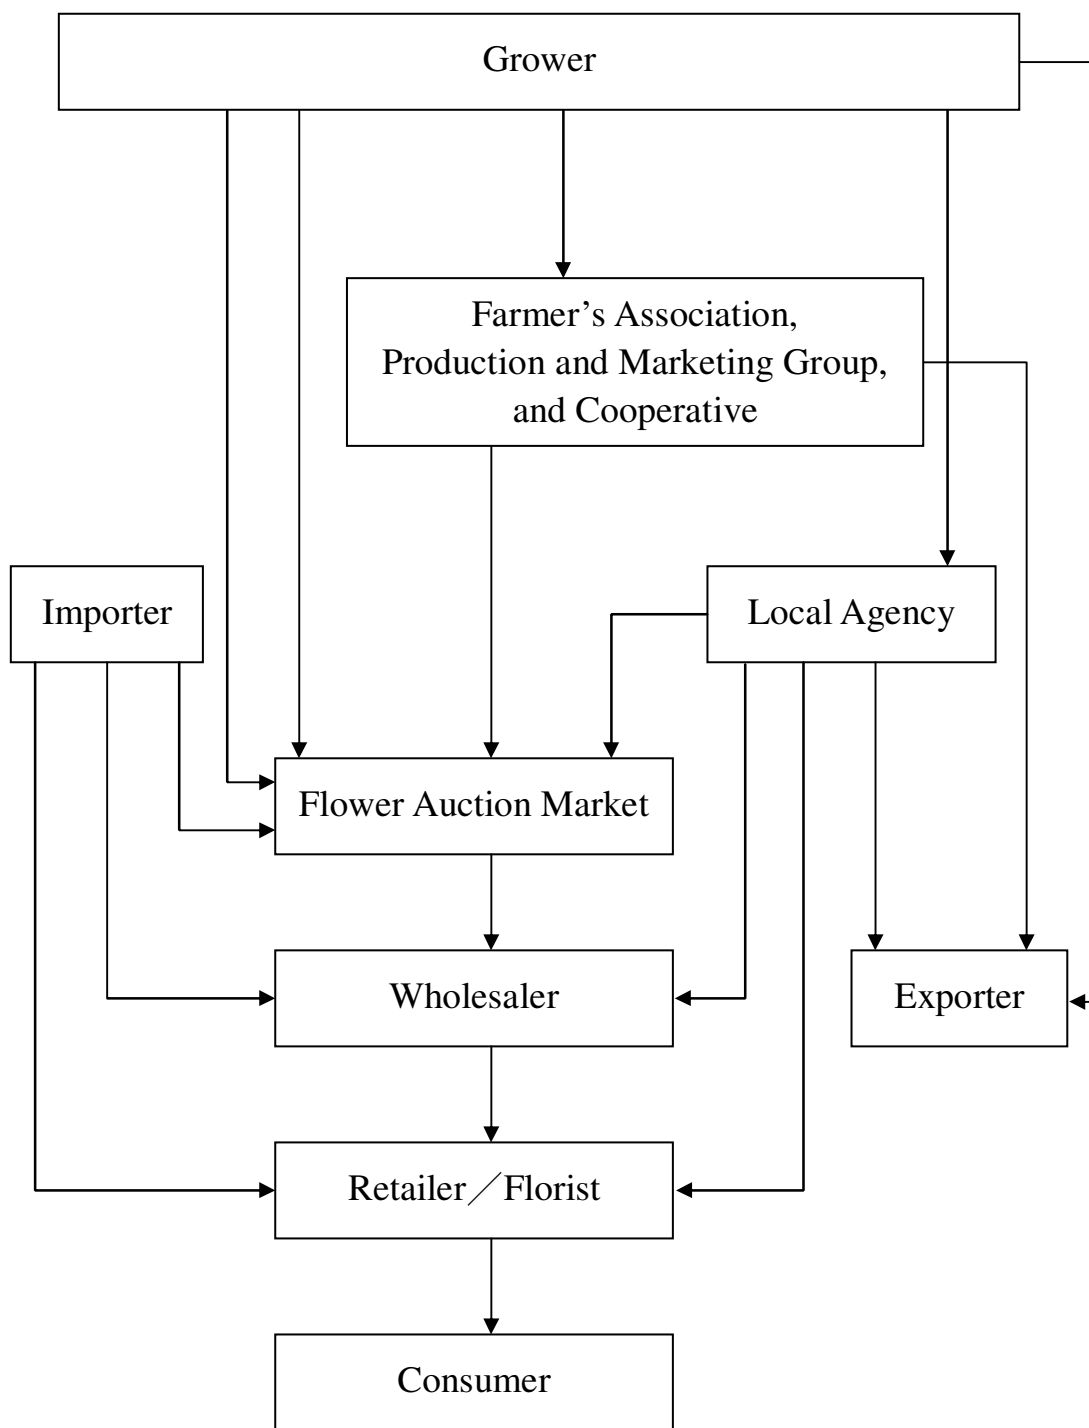 Grower
Farmer’s Association,
Production and Marketing Group,
and Cooperative
Importer
Local Agency
Flower Auction Market
Wholesaler
Exporter
Retailer／Florist
Consumer